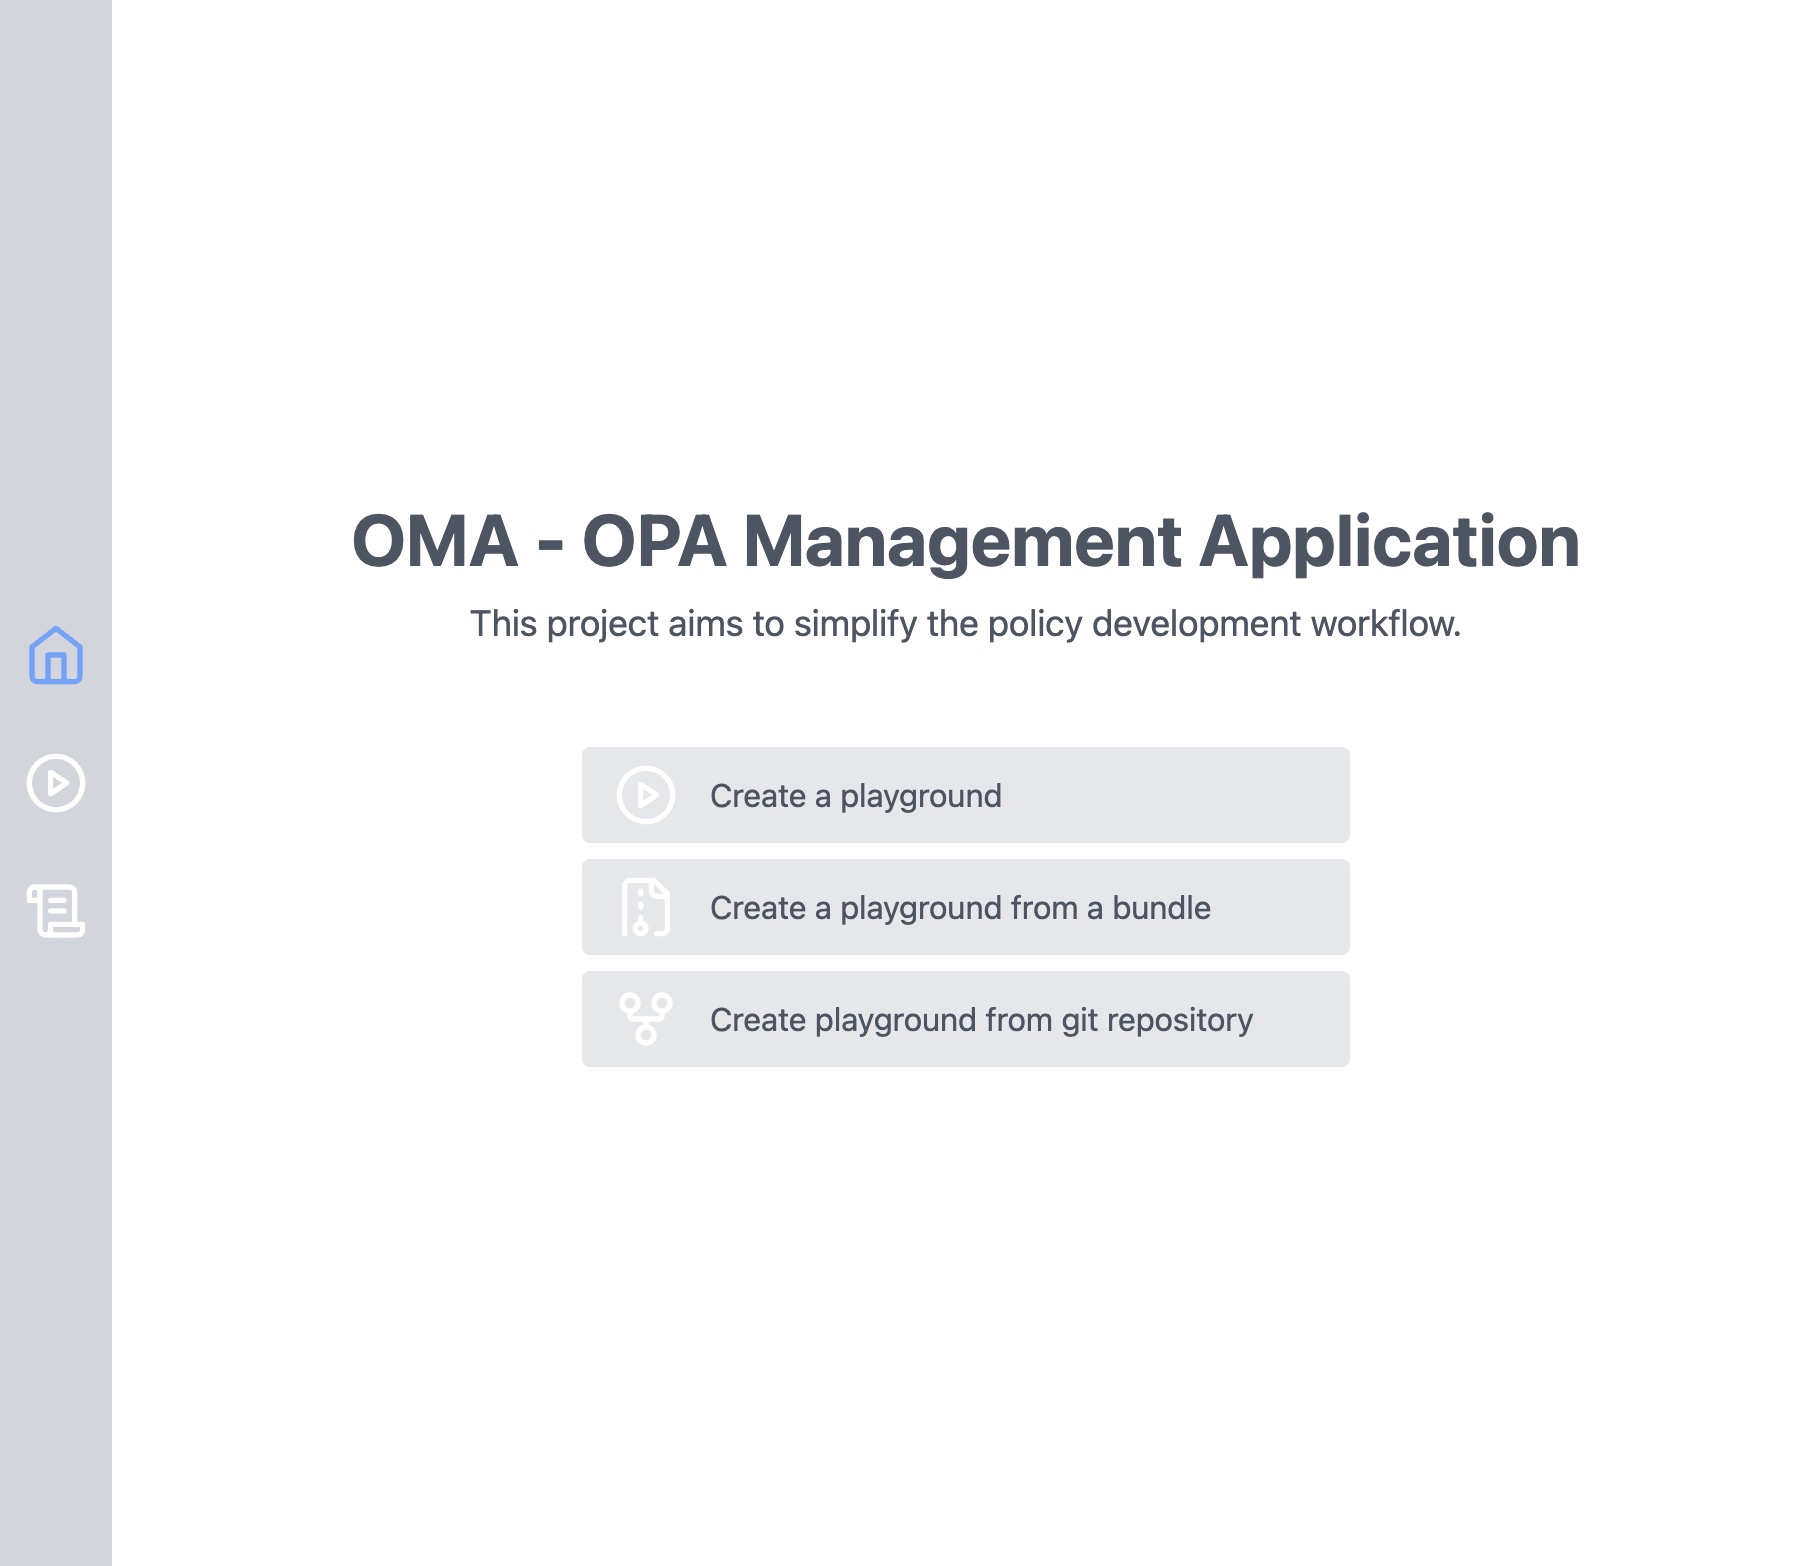 OMA - OPA Management Application
This project aims to simplify the policy development workflow.
Create a playground
Create a playground from a bundle
Create playground from git repository